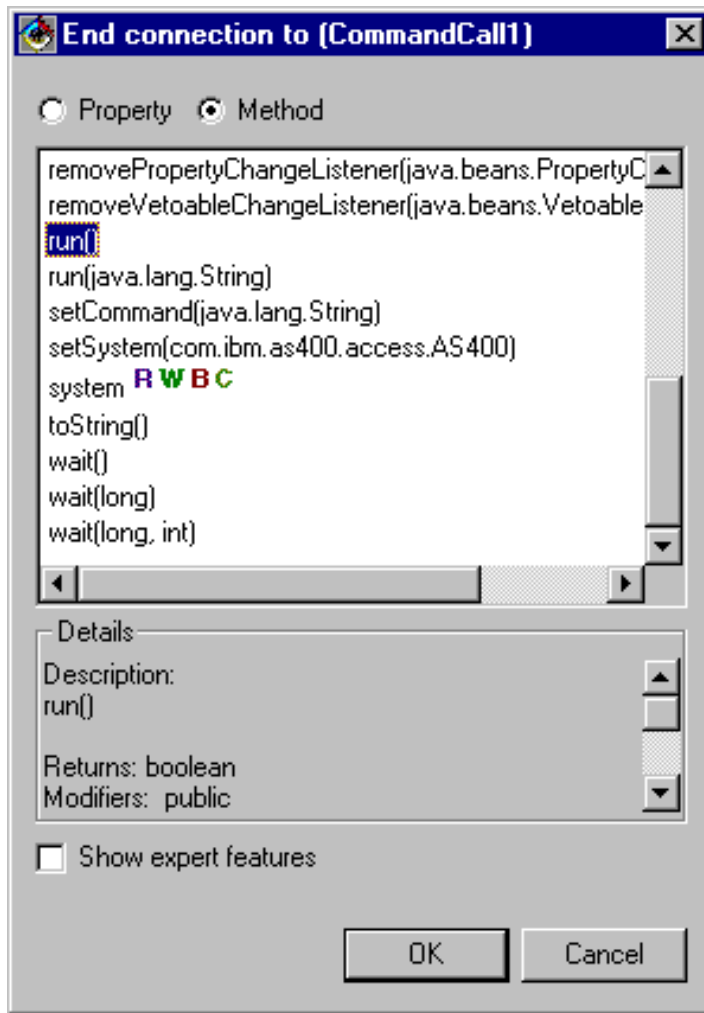 End connection to (CommandCall1)
Property Method
removePropertyChangeListener(java.beans.PropertyC
removeVetoableChangeListener(java.beans.Vetoable
run()
run(java.lang.String)
setCommand(java.lang.String)
setSystem(com.ibm.as400.access.AS400)
system R W B C
toString()
wait()
wait(long)
wait(long, int)
Details
Description:
run()
Returns: boolean
Modifiers: public
Show expert features
OK Cancel